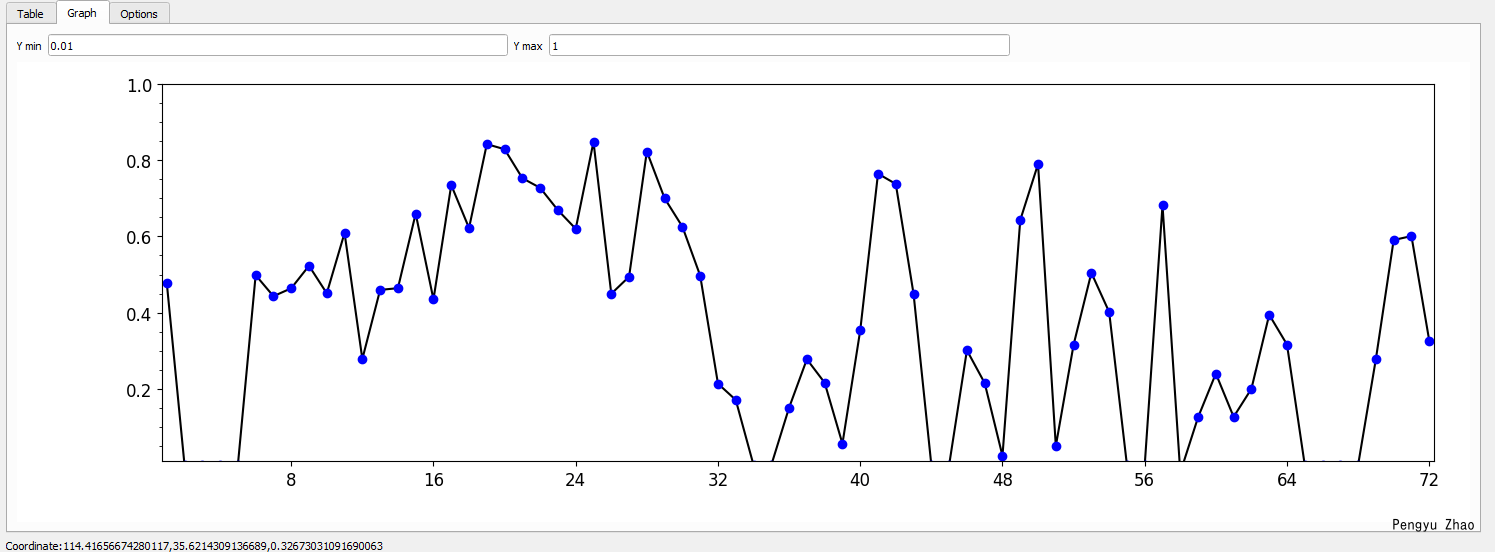 Table Graph Options
Y min 0.01 Y max 1
1.0
0.8
0.6
0.4
0.2
8 16 24 32 40 48 56 64 72
Pengyu Zhao
Coordinate:114.41656674280117,35.6214309136689,0.32673031091690063